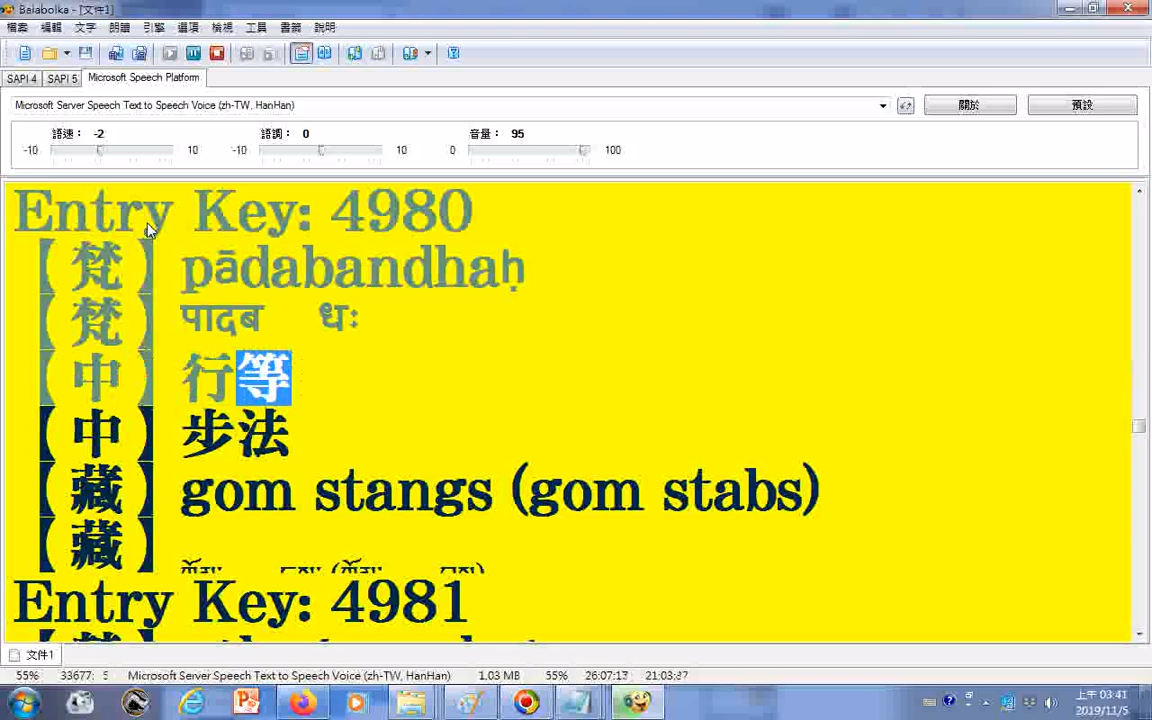 Balabolka - [文件1]
檔案 編輯 文字 朗讀 引擎 選項 檢視 工具 書籤 說明
SAPI 4 SAPI 5 Microsoft Speech Platform
Microsoft Server Speech Text to Speech Voice (zh-TW, HanHan) 關於 預設
語速： -2 語調： 0 音量： 95
-10 10 -10 10 0 100
Entry Key: 4980
【梵】 pādabandhaḥ
【梵】 पादब धः
【中】 行等
【中】 步法
【藏】 gom stangs (gom stabs)
【藏】
Entry Key: 4981
文件1
55% 33677: Microsoft Server Speech Text to Speech Voice (zh-TW, HanHan) 1.03 MB 55% 26:07:13 21:03:37
上午 03:41
2019/11/5